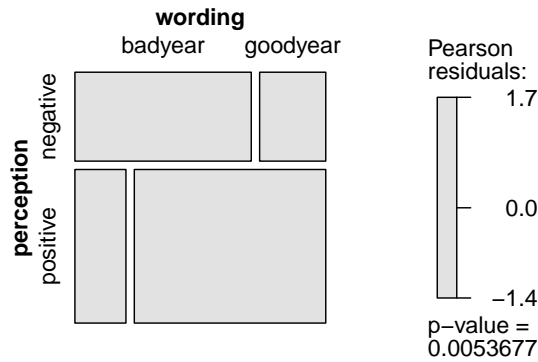 wording
badyear goodyear
perception
negative
positive
Pearson
residuals:
1.7
0.0
−1.4
p−value =
0.0053677